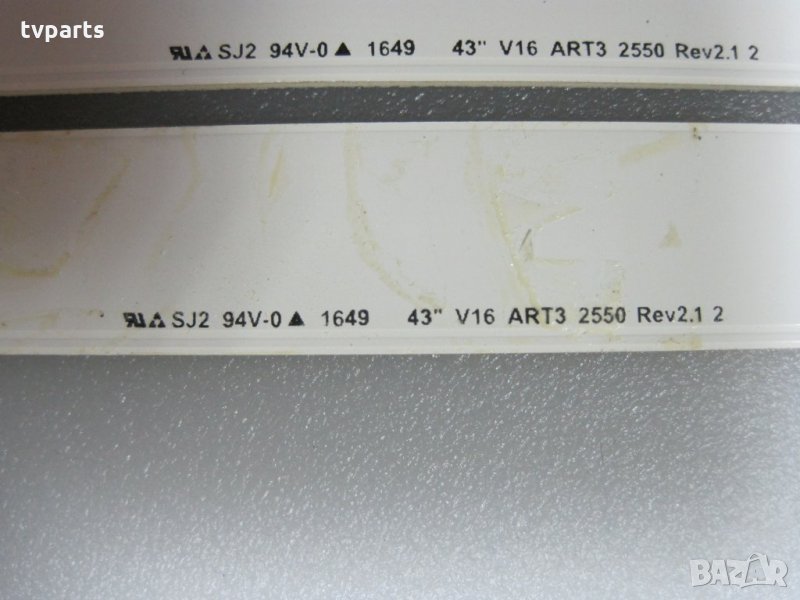 tvparts
SJ2 94V-0 ▲ 1649 43" V16 ART3 2550 Rev2.1 2
SJ2 94V-0 ▲ 1649 43" V16 ART3 2550 Rev2.1 2
BAZAR